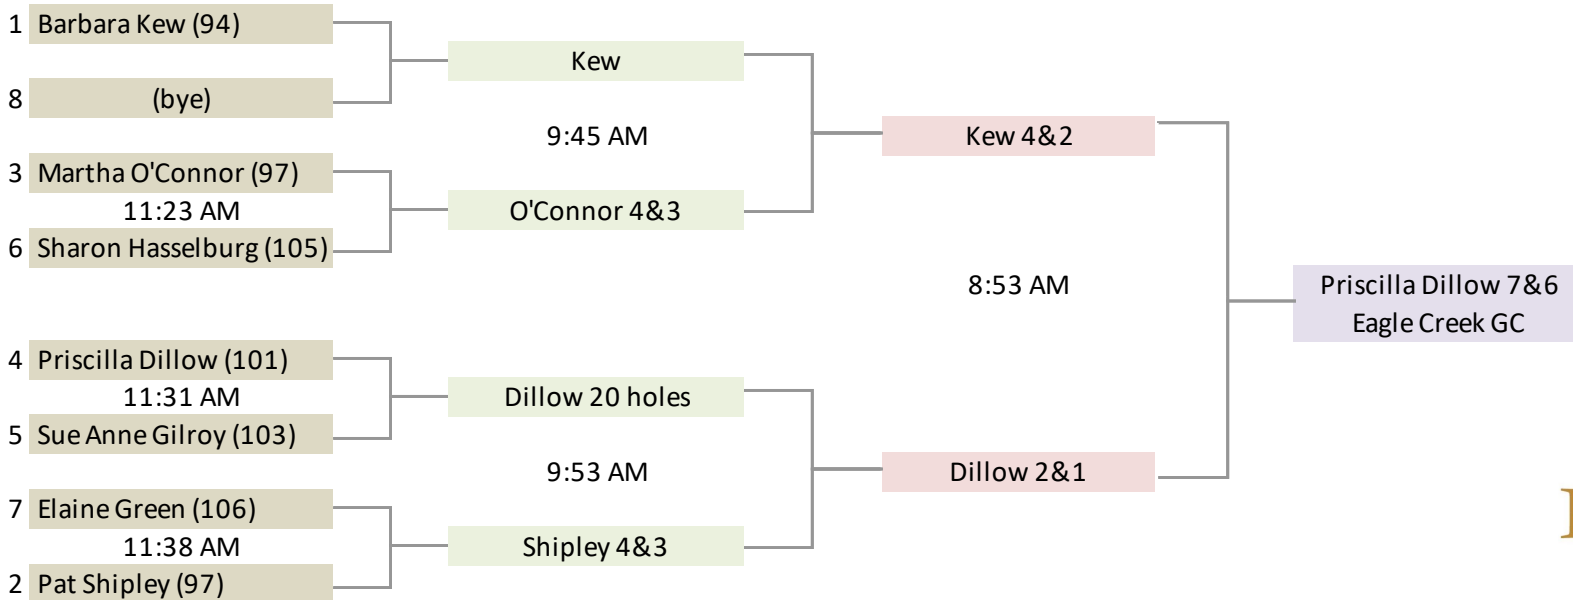 1 Barbara Kew (94)
8 (bye)
3 Martha O'Connor (97)
11:23 AM
6 Sharon Hasselburg (105)
4 Priscilla Dillow (101)
11:31 AM
5 Sue Anne Gilroy (103)
7 Elaine Green (106)
11:38 AM
2 Pat Shipley (97)
Kew
9:45 AM
O'Connor 4&3
Dillow 20 holes
9:53 AM
Shipley 4&3
Kew 4&2
8:53 AM
Dillow 2&1
Priscilla Dillow 7&6
Eagle Creek GC